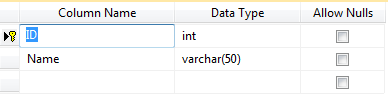 Column Name Data Type Allow Nulls
ID int
Name varchar(50)